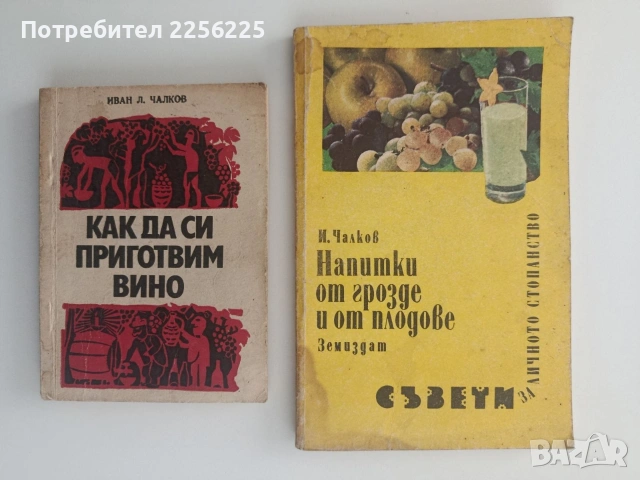 Потребител 2256225
ИВАН Л. ЧАЛКОВ
КАК ДА СИ
ПРИГОТВИМ
ВИНО
И. Чалков
Напитки
от грозде
и от плодове
Земиздат
СЪВЕТИ
ЗА ЛИЧНОТО СТОПАНСТВО
BAZAR